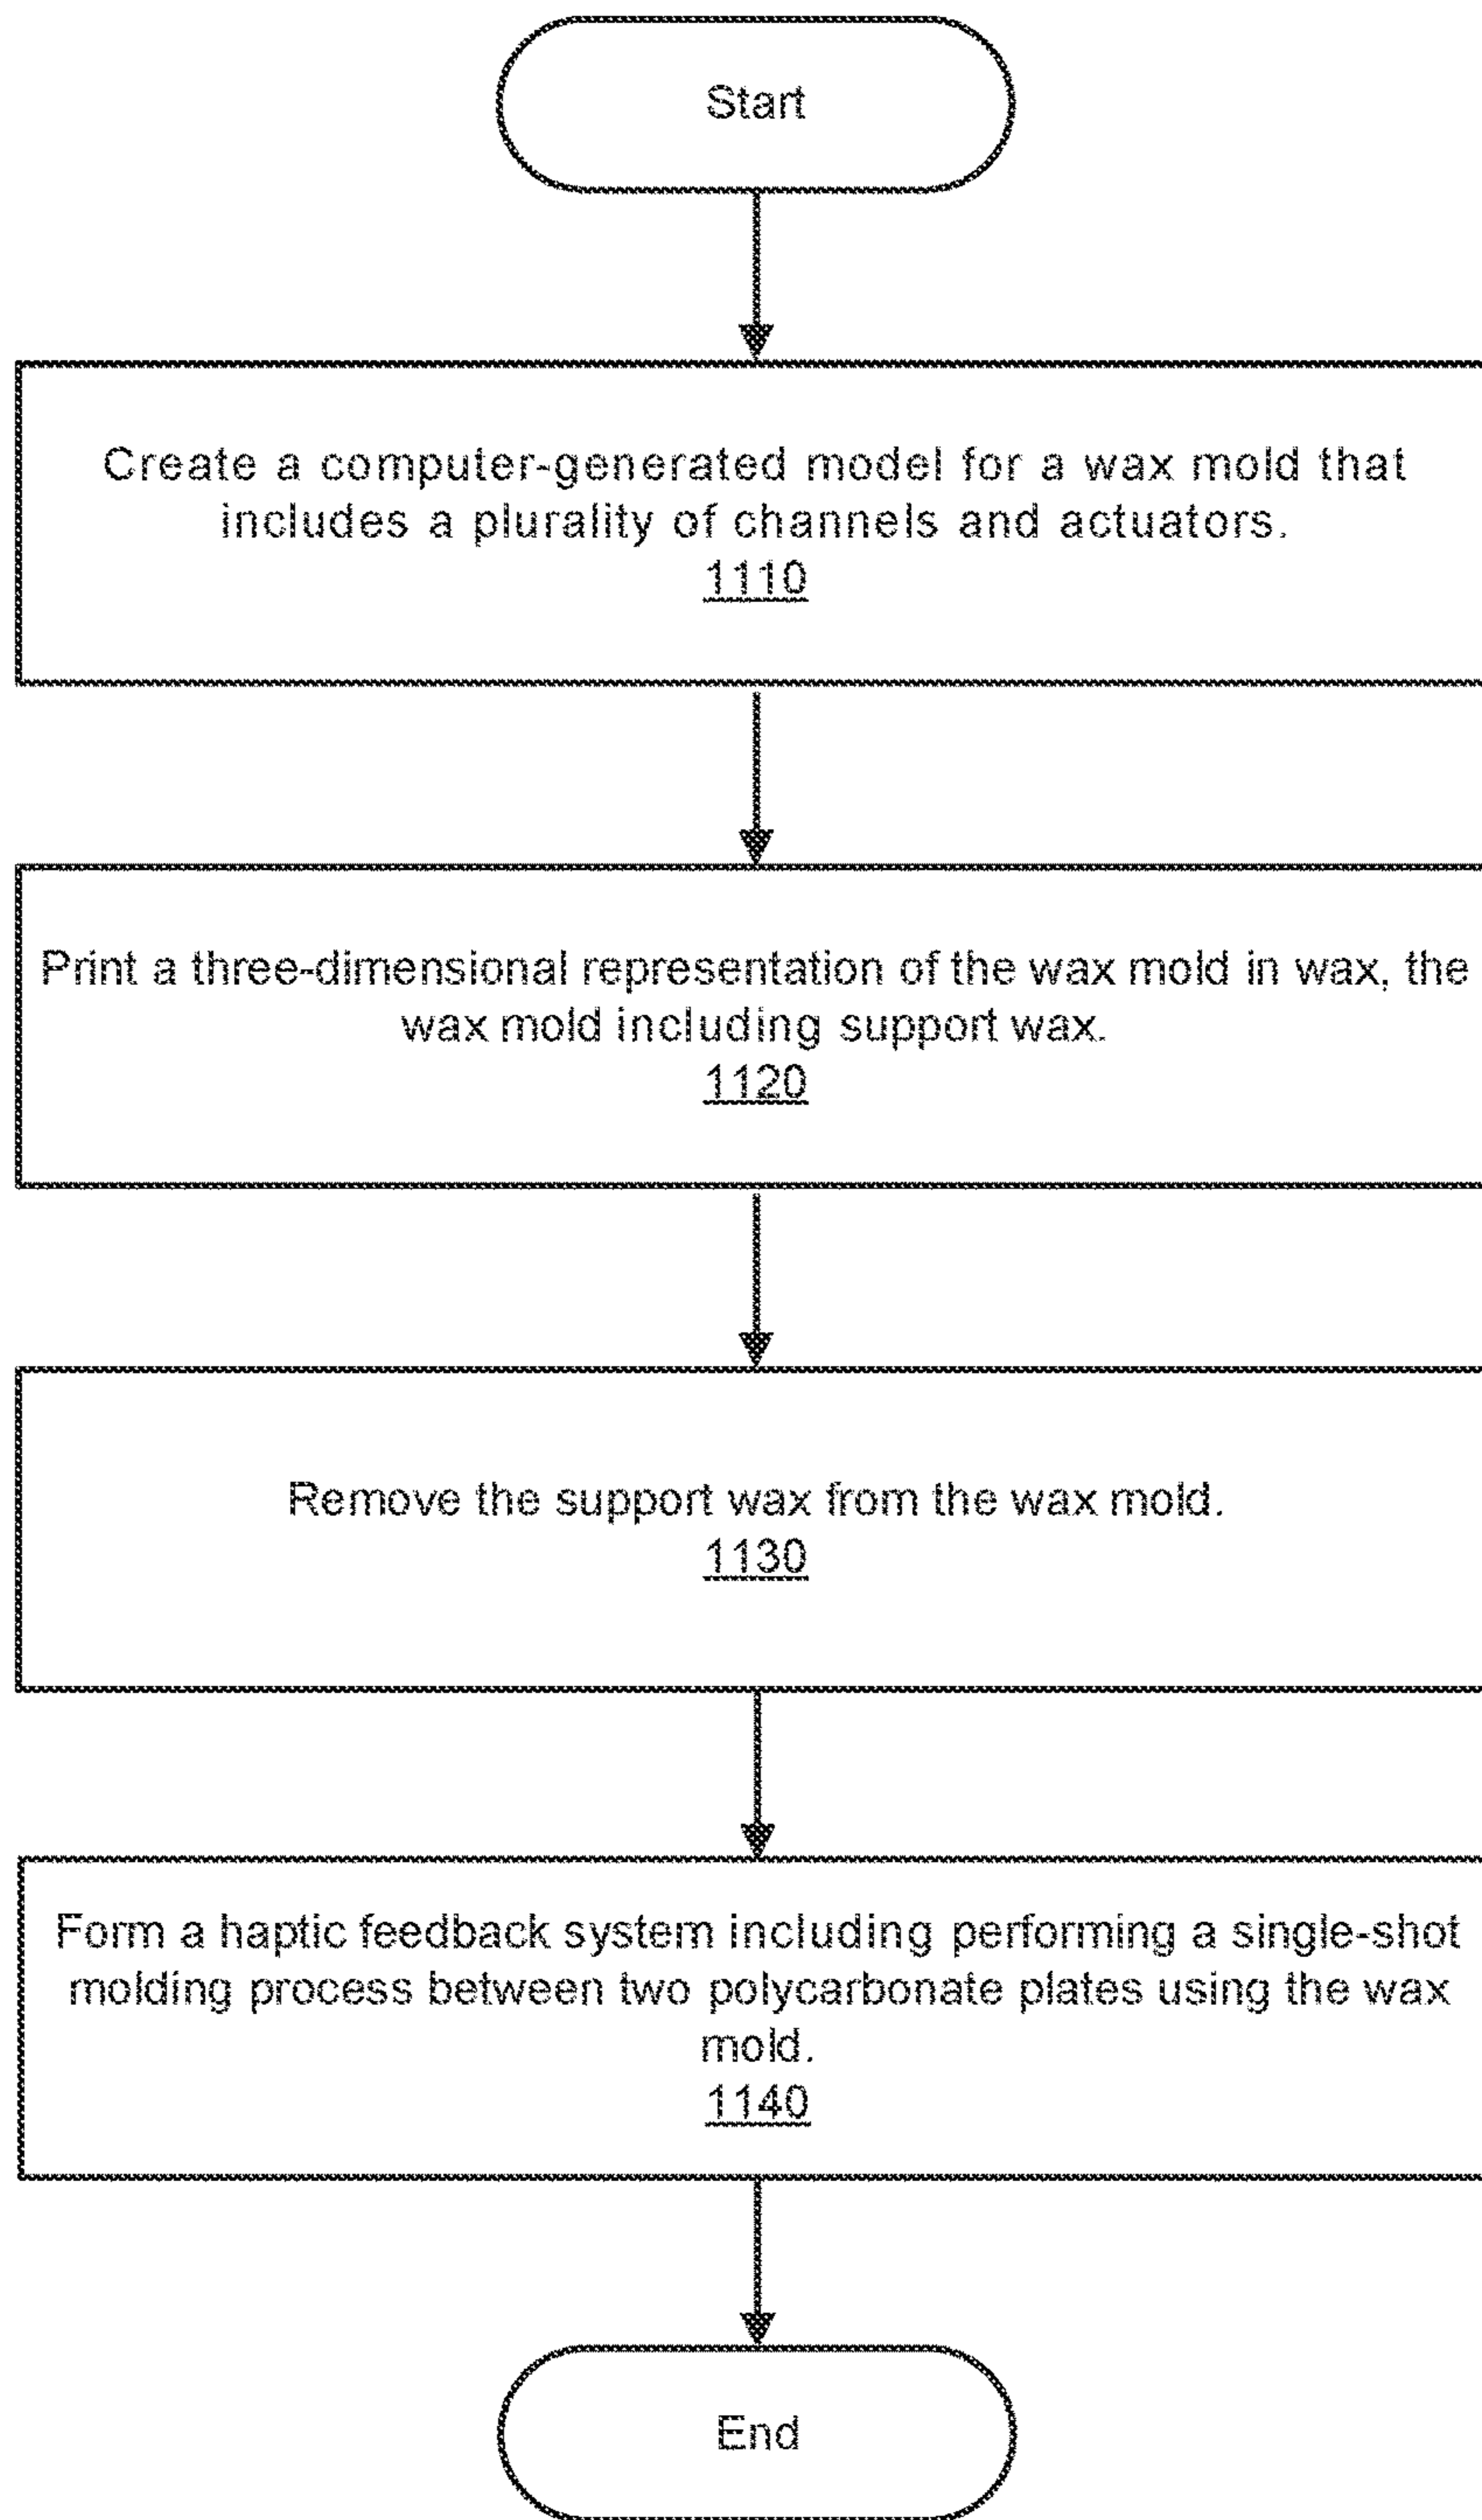 Start
Create a computer-generated model for a wax mold that
includes a plurality of channels and actuators.
1110
Print a three-dimensional representation of the wax mold in wax, the
wax mold including support wax.
1120
Remove the support wax from the wax mold.
1130
Form a haptic feedback system including performing a single-shot
molding process between two polycarbonate plates using the wax
mold.
1140
End